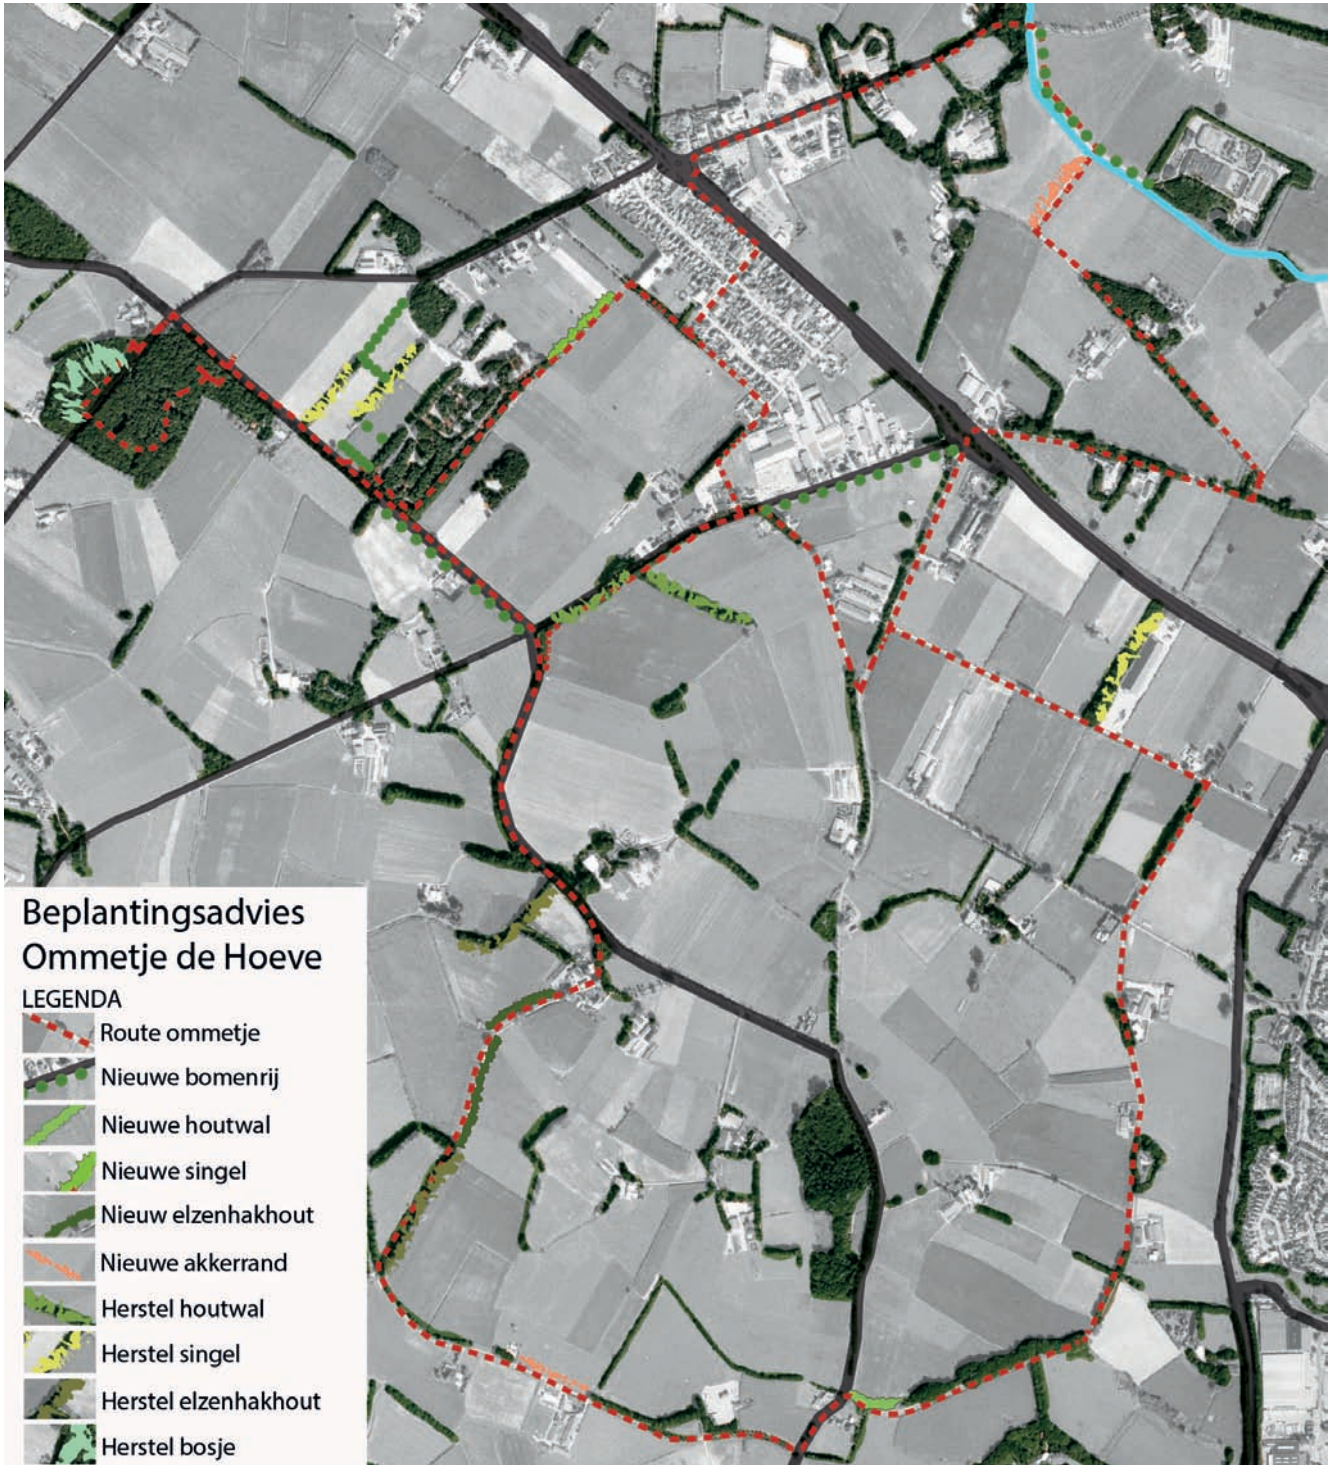 Beplantingsadvies
Ommetje de Hoeve
LEGENDA
Route ommetje
Nieuwe bomenrij
Nieuwe houtwal
Nieuwe singel
Nieuw elzenhakhout
Nieuwe akkerrand
Herstel houtwal
Herstel singel
Herstel elzenhakhout
Herstel bosje